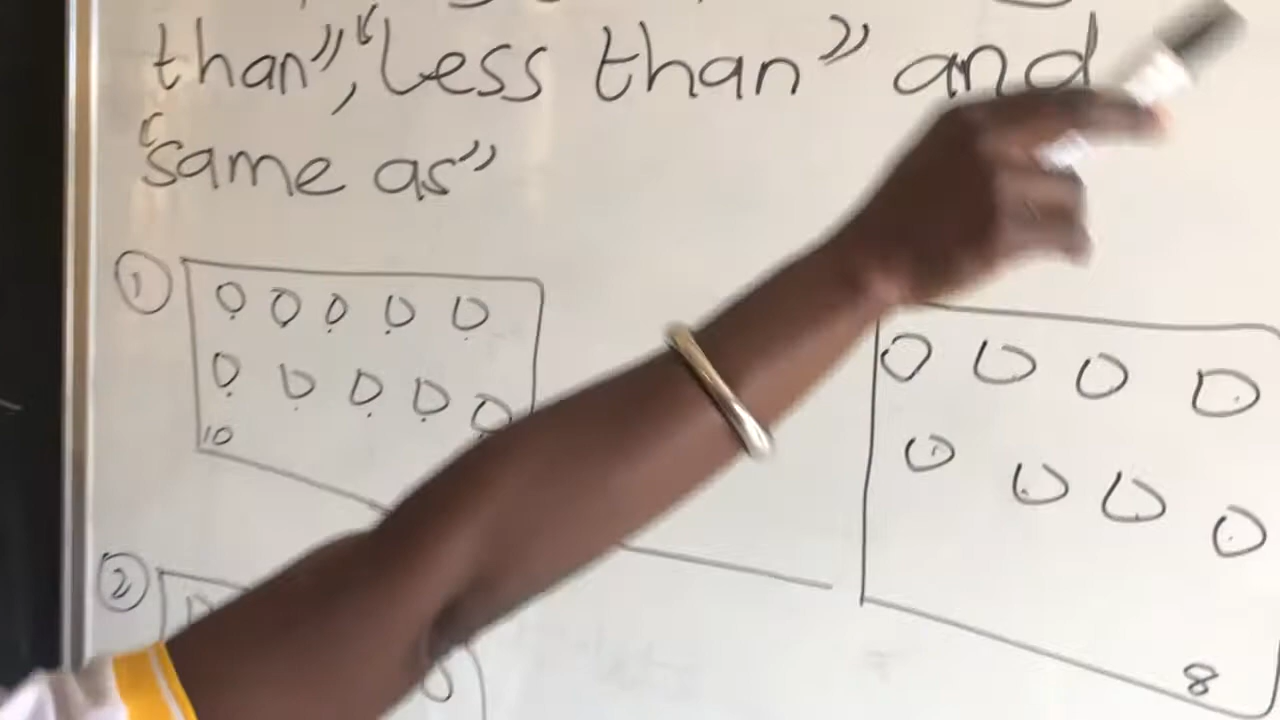 than", "less than" and
"same as"
①
10
8
②